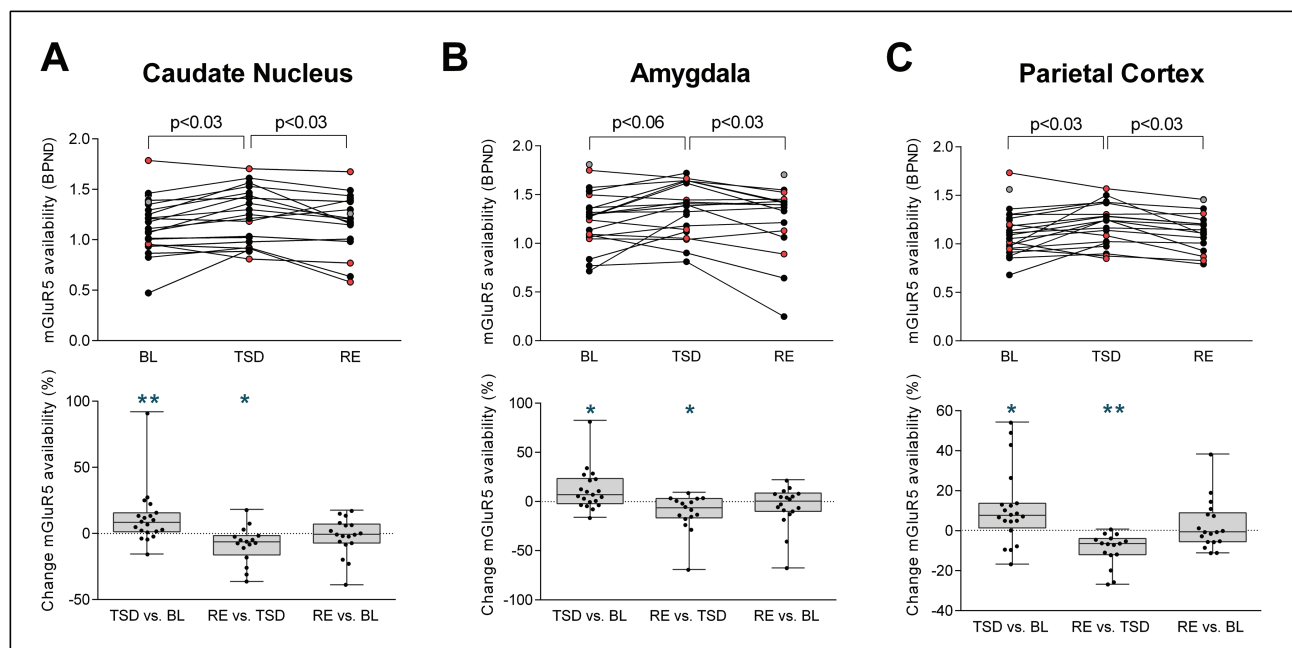 A
Caudate Nucleus
p<0.03
p<0.03
mGluR5 availability (BPND)
2.0
1.5
1.0
0.5
0.0
BL
TSD
RE
Change mGluR5 availability (%)
100
50
0
-50
**
*
TSD vs. BL
RE vs. TSD
RE vs. BL
B
Amygdala
p<0.06
p<0.03
mGluR5 availability (BPND)
2.0
1.5
1.0
0.5
0.0
BL
TSD
RE
Change mGluR5 availability (%)
100
50
0
-50
-100
*
*
TSD vs. BL
RE vs. TSD
RE vs. BL
C
Parietal Cortex
p<0.03
p<0.03
mGluR5 availability (BPND)
2.0
1.5
1.0
0.5
0.0
BL
TSD
RE
Change mGluR5 availability (%)
60
40
20
0
-20
-40
*
**
TSD vs. BL
RE vs. TSD
RE vs. BL